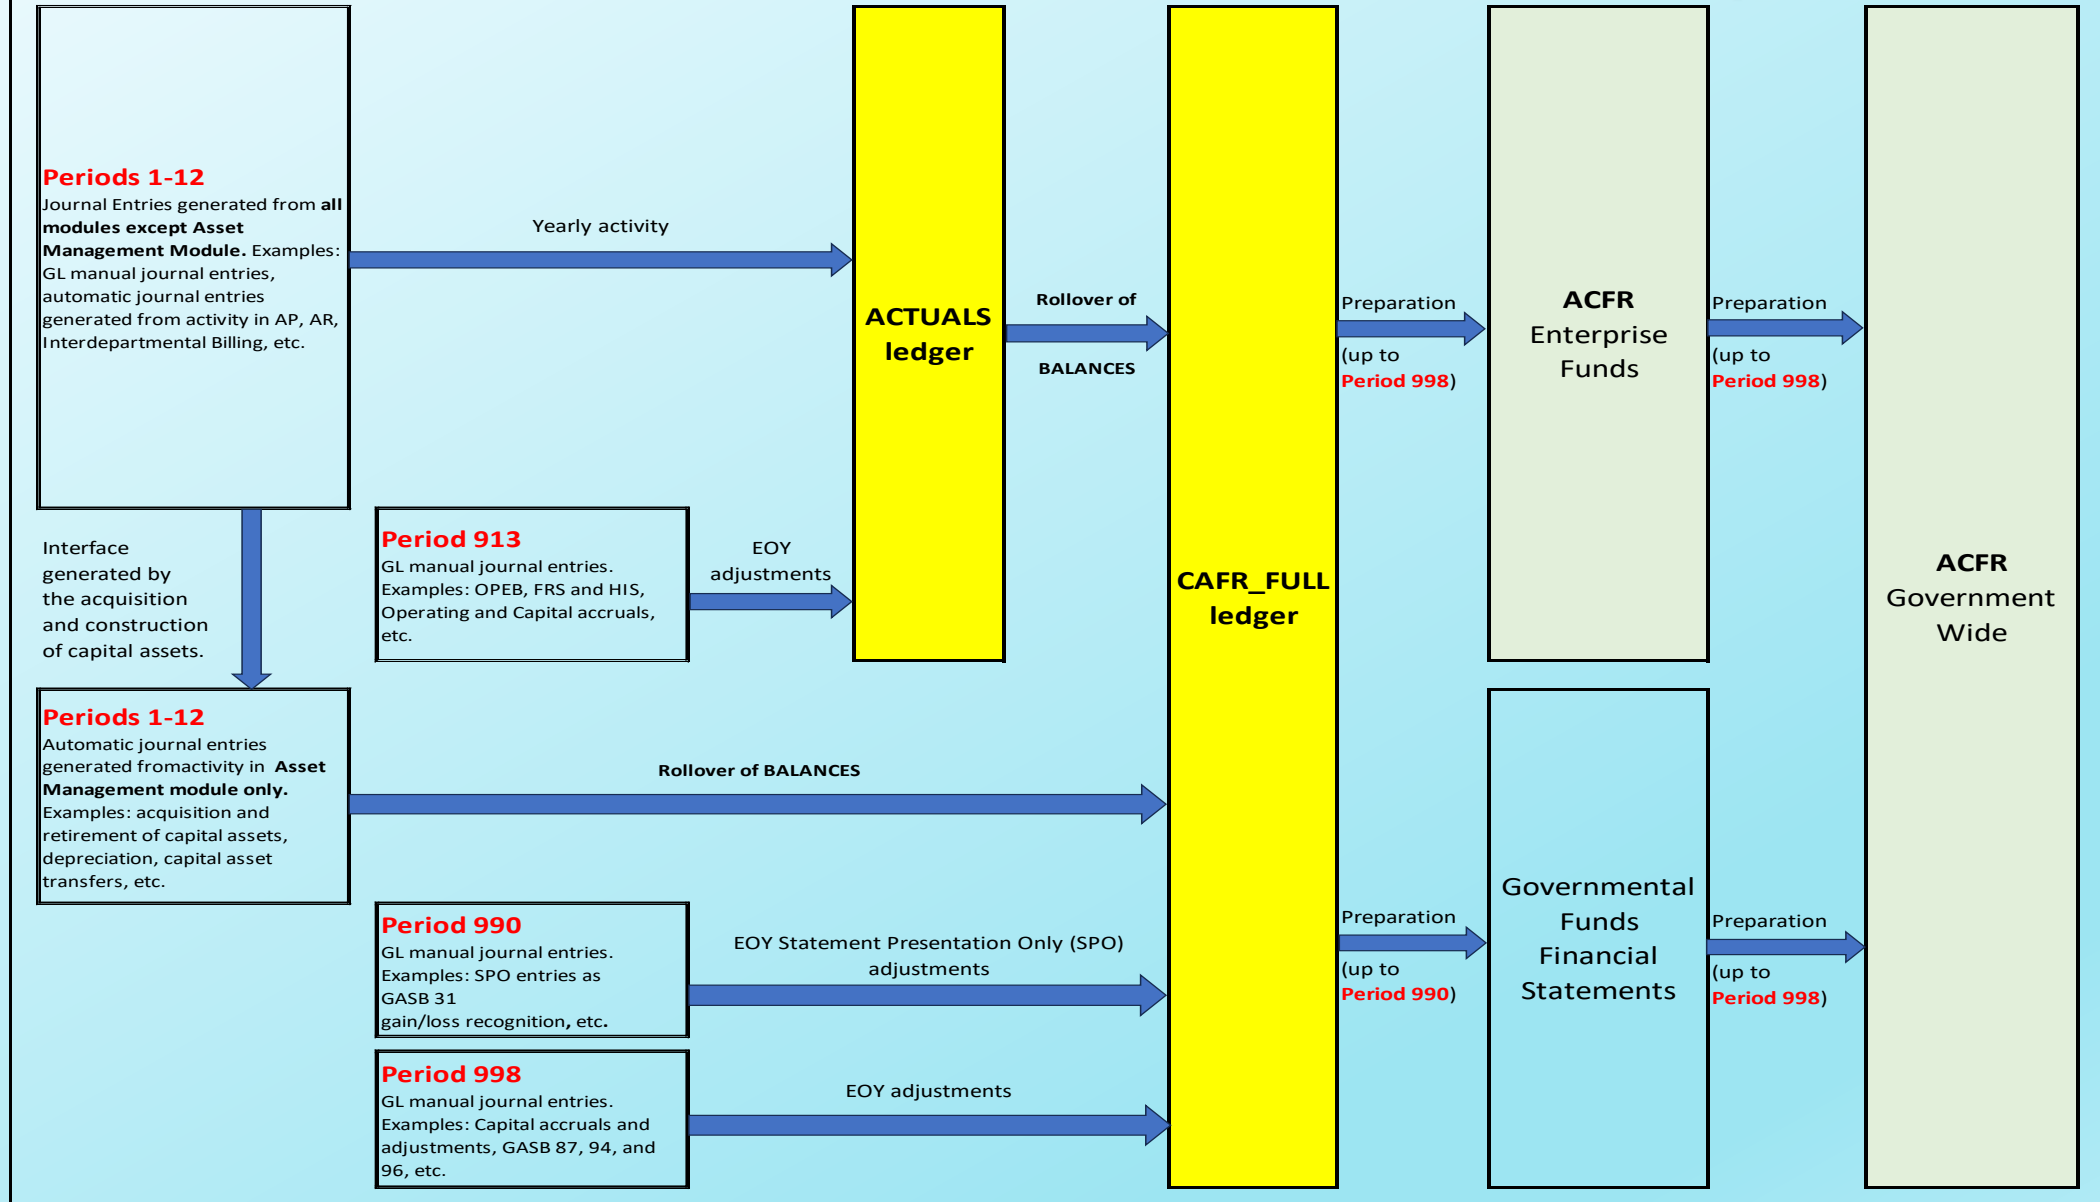 Periods 1-12
Journal Entries generated from all
modules except Asset
Management Module. Examples:
GL manual journal entries,
automatic journal entries
generated from activity in AP, AR,
Interdepartmental Billing, etc.
Yearly activity
ACTUALS
ledger
Rollover of
BALANCES
CAFR_FULL
ledger
Preparation
(up to
Period 998)
ACFR
Enterprise
Funds
Preparation
(up to
Period 998)
ACFR
Government
Wide
Interface
generated by
the acquisition
and construction
of capital assets.
Period 913
GL manual journal entries.
Examples: OPEB, FRS and HIS,
Operating and Capital accruals,
etc.
EOY
adjustments
Periods 1-12
Automatic journal entries
generated fromactivity in  Asset
Management module only.
Examples: acquisition and
retirement of capital assets,
depreciation, capital asset
transfers, etc.
Rollover of BALANCES
Period 990
GL manual journal entries.
Examples: SPO entries as
GASB 31
gain/loss recognition, etc.
EOY Statement Presentation Only (SPO)
adjustments
Preparation
(up to
Period 990)
Governmental
Funds
Financial
Statements
Preparation
(up to
Period 998)
Period 998
GL manual journal entries.
Examples: Capital accruals and
adjustments, GASB 87, 94, and
96, etc.
EOY adjustments